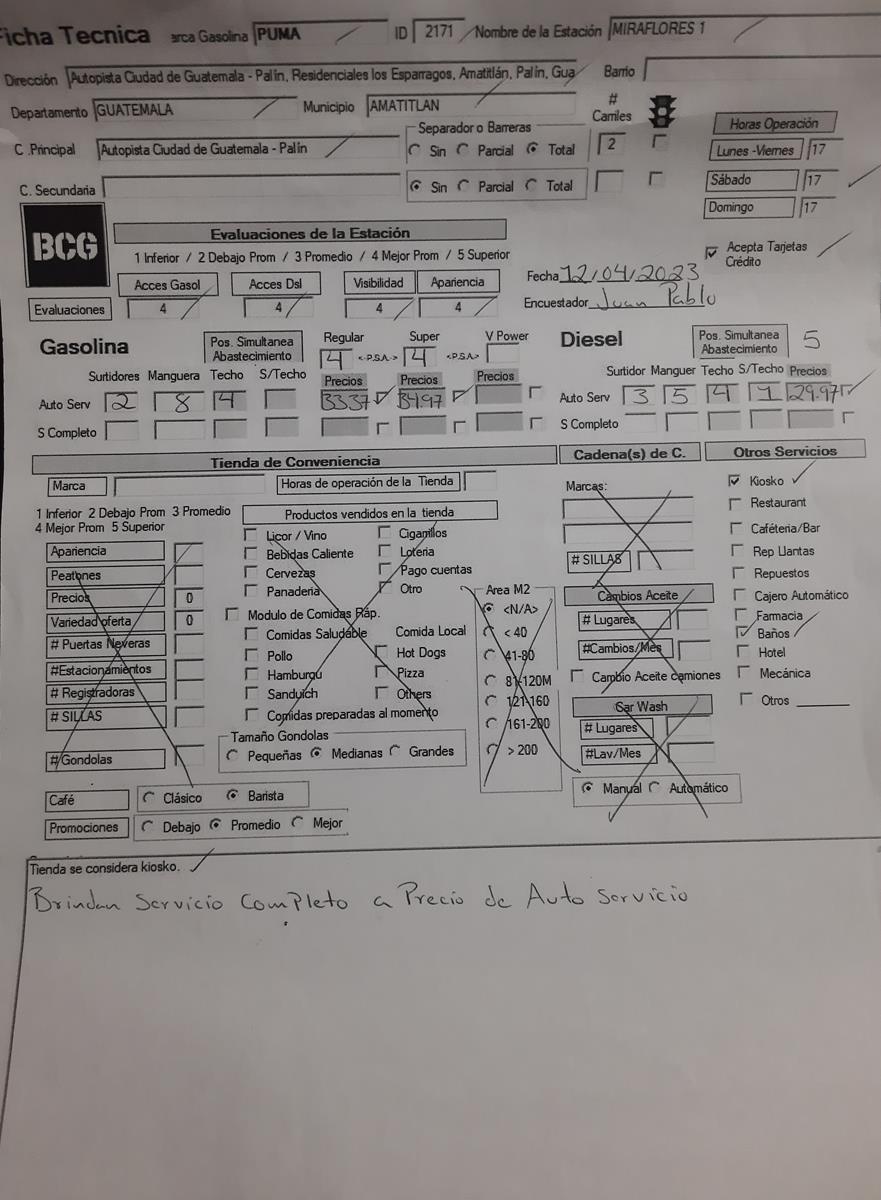 Ficha Tecnica arca Gasolina PUMA ID 2171 Nombre de la Estación MIRAFLORES 1
Dirección Autopista Ciudad de Guatemala - Palín, Residenciales los Esparragos, Amatitlán, Palín, Gua Barrio
Departamento GUATEMALA Municipio AMATITLAN # Carriles
Separador o Barreras Horas Operación
C .Principal Autopista Ciudad de Guatemala - Palín Sin Parcial Total 2 Lunes -Viernes 17
C. Secundaria Sin Parcial Total Sábado 17
Domingo 17
BCG Evaluaciones de la Estación
1 Inferior / 2 Debajo Prom / 3 Promedio / 4 Mejor Prom / 5 Superior Acepta Tarjetas Crédito
Acces Gasol Acces Dsl Visibilidad Apariencia Fecha 12/04/2023
Evaluaciones 4 4 4 4 Encuestador Juan Pablo
Gasolina Pos. Simultanea Abastecimiento Regular Super V Power Diesel Pos. Simultanea Abastecimiento 5
4 <-P.S.A.-> 4 <-P.S.A.>
Surtidores Manguera Techo S/Techo Precios Precios Precios Surtidor Manguer Techo S/Techo Precios
Auto Serv 2 8 4 33.37 34.97 Auto Serv 3 5 4 1 29.97
S Completo S Completo
Tienda de Conveniencia Cadena(s) de C. Otros Servicios
Marca Horas de operación de la Tienda Marcas: Kiosko
1 Inferior 2 Debajo Prom 3 Promedio Productos vendidos en la tienda Restaurant
4 Mejor Prom 5 Superior
Licor / Vino Cigarrillos Caféteria/Bar
Apariencia Bebidas Caliente Loteria # SILLAS Rep Llantas
Peatones Cervezas Pago cuentas Repuestos
Precios 0 Panaderia Otro Area M2 Cambios Aceite Cajero Automático
Variedad oferta 0 Modulo de Comidas Ráp. <N/A> # Lugares Farmacia
# Puertas Neveras Comidas Saludable Comida Local < 40 #Cambios/Mes Baños
#Estacionamientos Pollo Hot Dogs 41-80 Hotel
# Registradoras Hamburgu Pizza 81-120M Cambio Aceite camiones Mecánica
# SILLAS Sanduich Others 121-160 Car Wash Otros
Comidas preparadas al momento 161-200 # Lugares
#Gondolas Tamaño Gondolas > 200 #Lav/Mes
Pequeñas Medianas Grandes
Café Clásico Barista Manual Automático
Promociones Debajo Promedio Mejor
Tienda se considera kiosko.
Brindan Servicio Completo a Precio de Auto Servicio